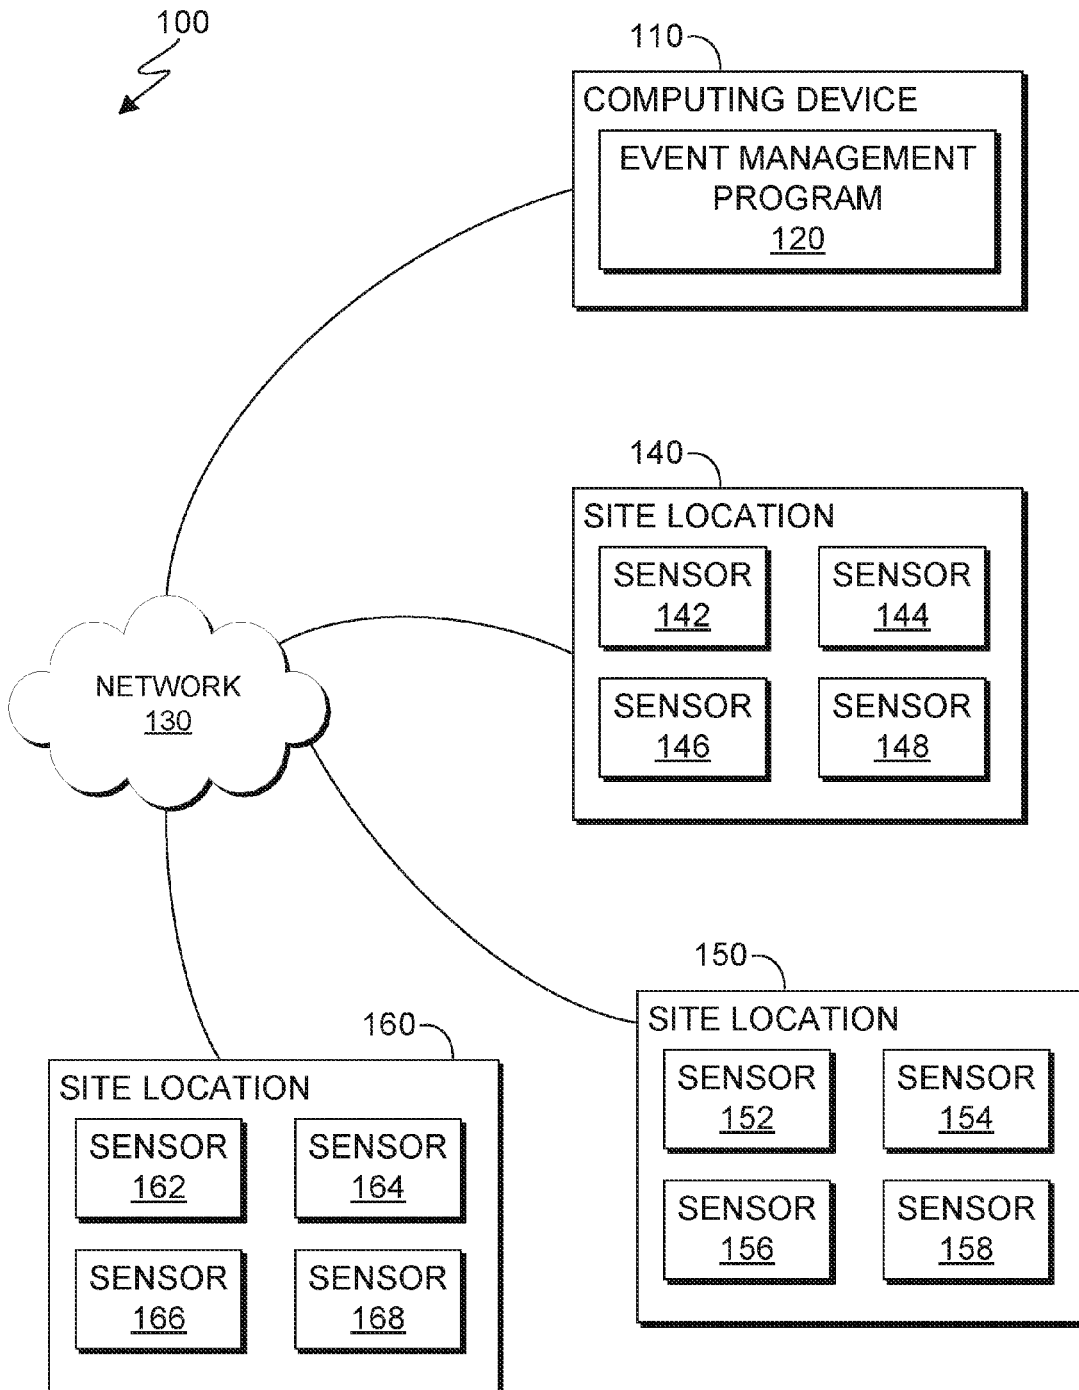 100
110
COMPUTING DEVICE
EVENT MANAGEMENT
PROGRAM
120
140
SITE LOCATION
SENSOR
142
SENSOR
144
SENSOR
146
SENSOR
148
NETWORK
130
150
SITE LOCATION
SENSOR
152
SENSOR
154
SENSOR
156
SENSOR
158
160
SITE LOCATION
SENSOR
162
SENSOR
164
SENSOR
166
SENSOR
168